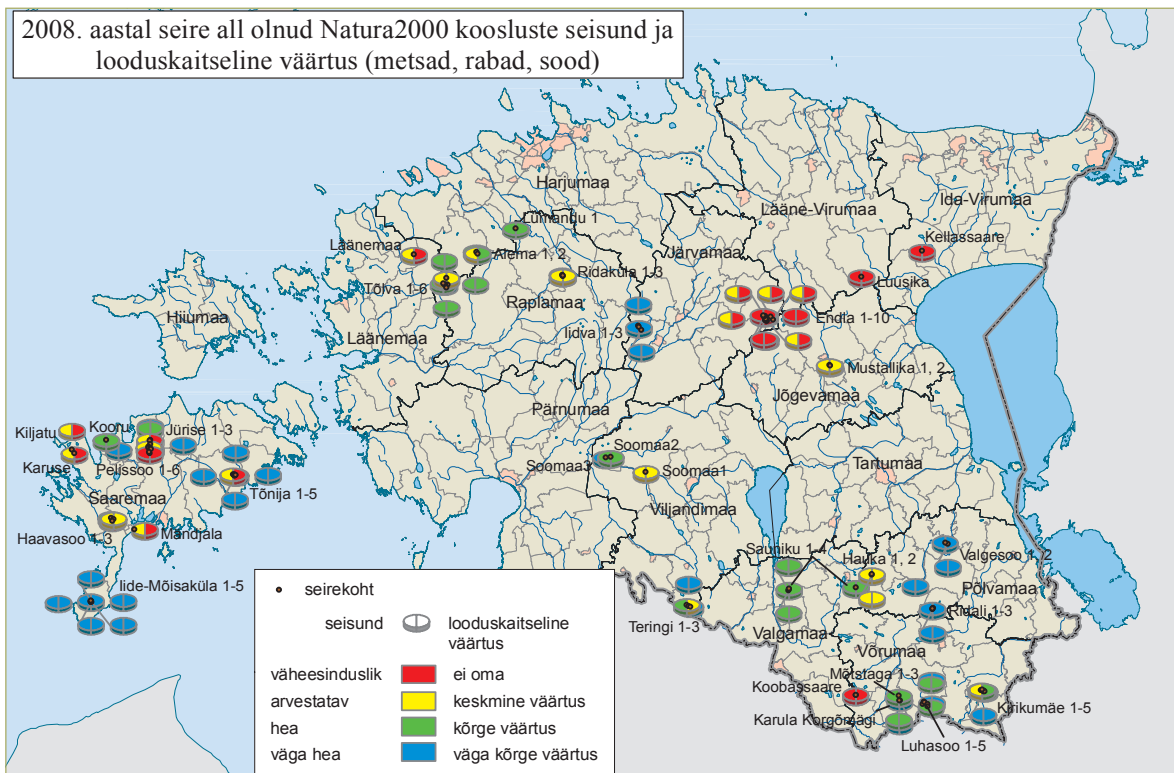 2008. aastal seire all olnud Natura2000 koosluste seisund ja
looduskaitseline väärtus (metsad, rabad, sood)
Harjumaa
Lääne-Virumaa
Ida-Virumaa
Lümandu 1
Läänemaa
Alema 1, 2
Järvamaa
Kellassaare
Ridaküla 1-3
Luusika
Tõlva 1-6
Raplamaa
Hiiumaa
Iidva 1-3
Endla 1-10
Läänemaa
Mustallika 1, 2
Jõgevamaa
Pärnumaa
Kiljatu
Kooru
Jürise 1-3
Soomaa2
Karuse
Pelissoo 1-6
Soomaa3
Soomaa1
Tartumaa
Saaremaa
Tõnija 1-5
Viljandimaa
Haavasoo 1-3
Mändjala
Sauniku 1-4
Hauka 1, 2
Valgesoo 1, 2
Iide-Mõisaküla 1-5
Põlvamaa
Ridali 1-3
Teringi 1-3
Valgamaa
Võrumaa
Mõtstaga 1-3
Koobassaare
Karula Korgõmägi
Kirikumäe 1-5
Luhasoo 1-5
seirekoht
seisund
looduskaitseline
väärtus
väheesinduslik
ei oma
arvestatav
keskmine väärtus
hea
kõrge väärtus
väga hea
väga kõrge väärtus